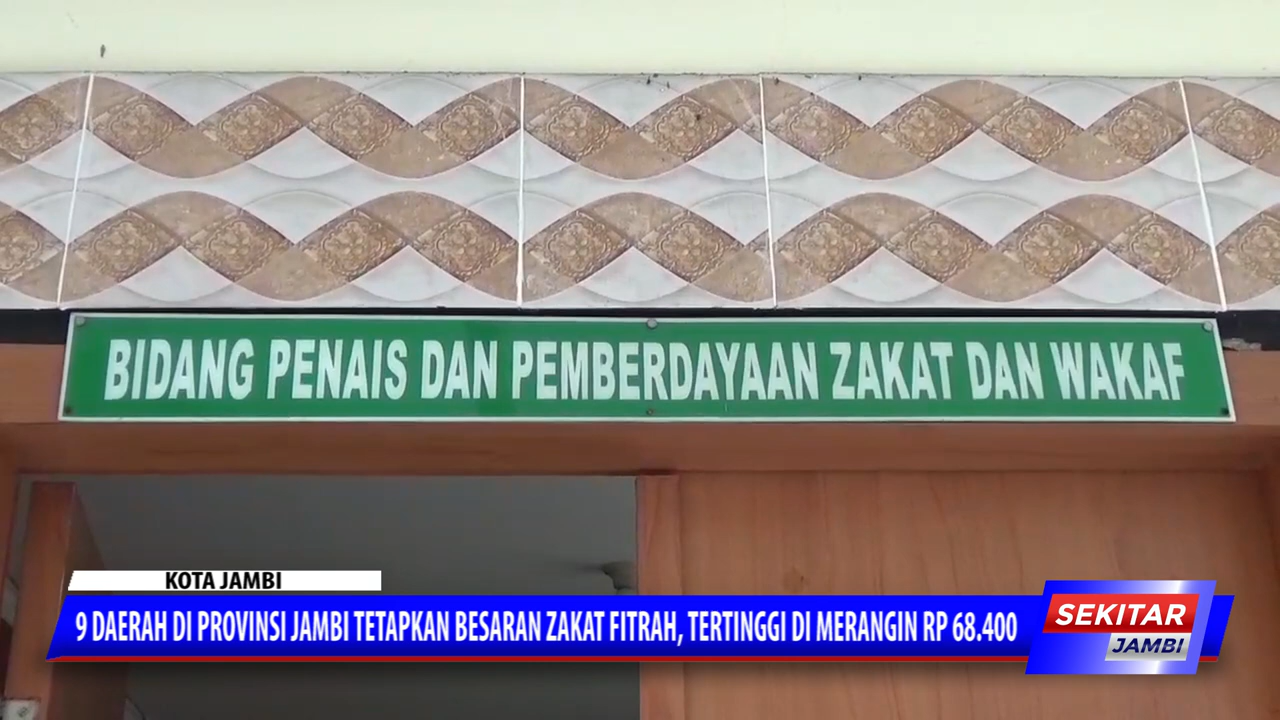 BIDANG PENAIS DAN PEMBERDAYAAN ZAKAT DAN WAKAF
KOTA JAMBI
9 DAERAH DI PROVINSI JAMBI TETAPKAN BESARAN ZAKAT FITRAH, TERTINGGI DI MERANGIN RP 68.400
SEKITAR
JAMBI